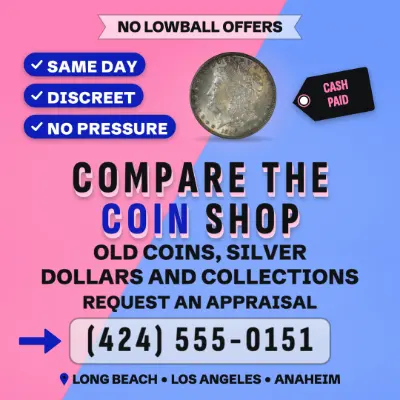 NO LOWBALL OFFERS
SAME DAY
DISCREET
NO PRESSURE
CASH
PAID
COMPARE THE
COIN SHOP
OLD COINS, SILVER
DOLLARS AND COLLECTIONS
REQUEST AN APPRAISAL
(424) 555-0151
LONG BEACH • LOS ANGELES • ANAHEIM